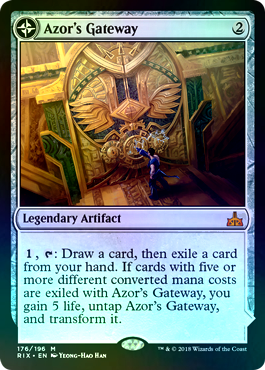 Azor's Gateway 2
Legendary Artifact
1, : Draw a card, then exile a card
from your hand. If cards with five or
more different converted mana costs
are exiled with Azor's Gateway, you
gain 5 life, untap Azor's Gateway,
and transform it.
176/196 M
RIX • EN Yeong-Hao Han
™ & © 2018 Wizards of the Coast